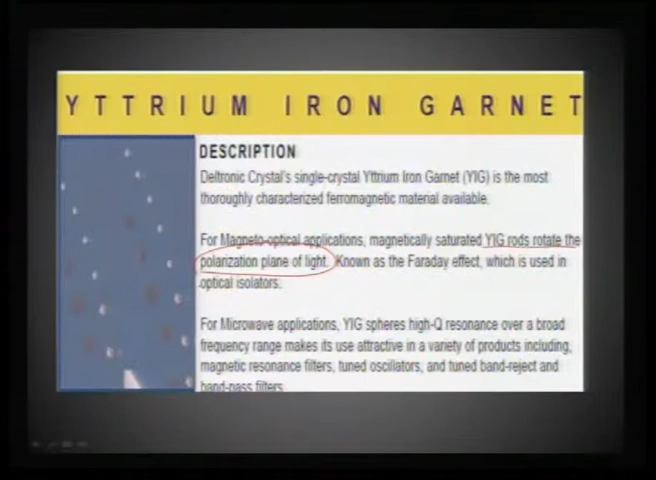 YTTRIUM IRON GARNET
DESCRIPTION
Deltronic Crystal's single-crystal Yttrium Iron Garnet (YIG) is the most
thoroughly characterized ferromagnetic material available.
For Magneto-optical applications, magnetically saturated YIG rods rotate the
polarization plane of light. Known as the Faraday effect, which is used in
optical isolators.
For Microwave applications, YIG spheres high-Q resonance over a broad
frequency range makes its use attractive in a variety of products including,
magnetic resonance filters, tuned oscillators, and tuned band-reject and
band-pass filters.